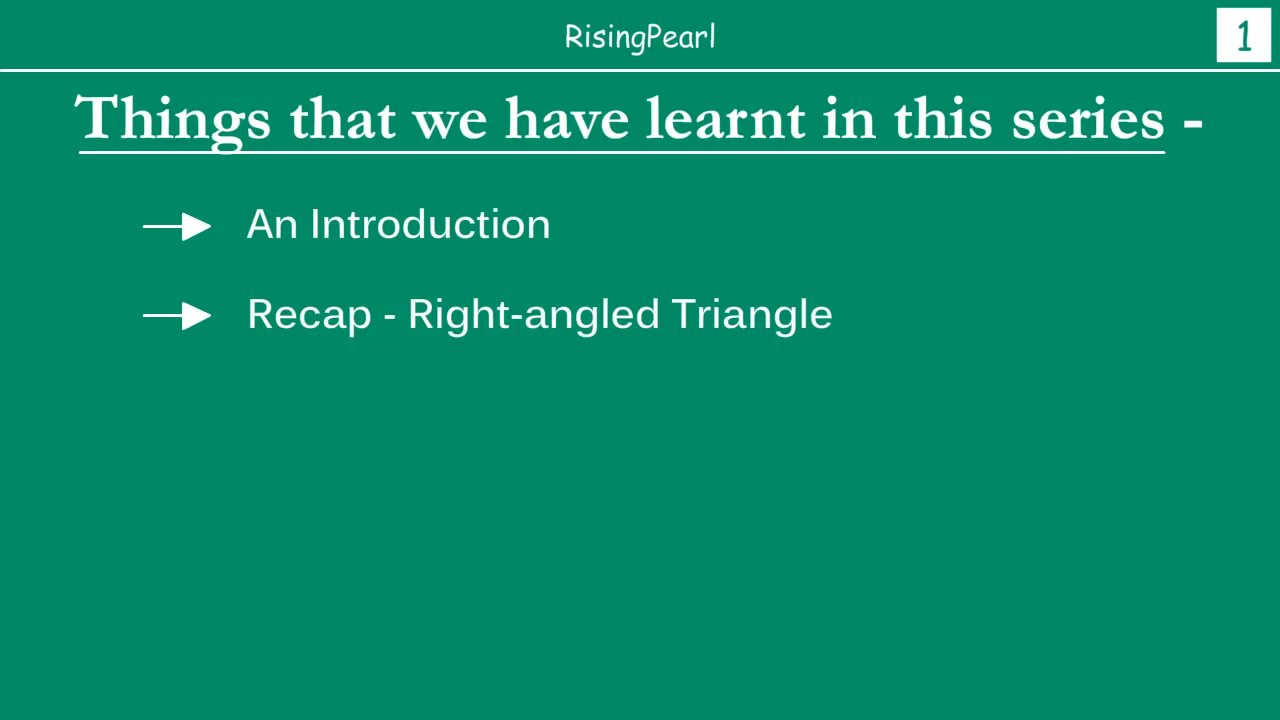 RisingPearl
1
Things that we have learnt in this series -
An Introduction
Recap - Right-angled Triangle